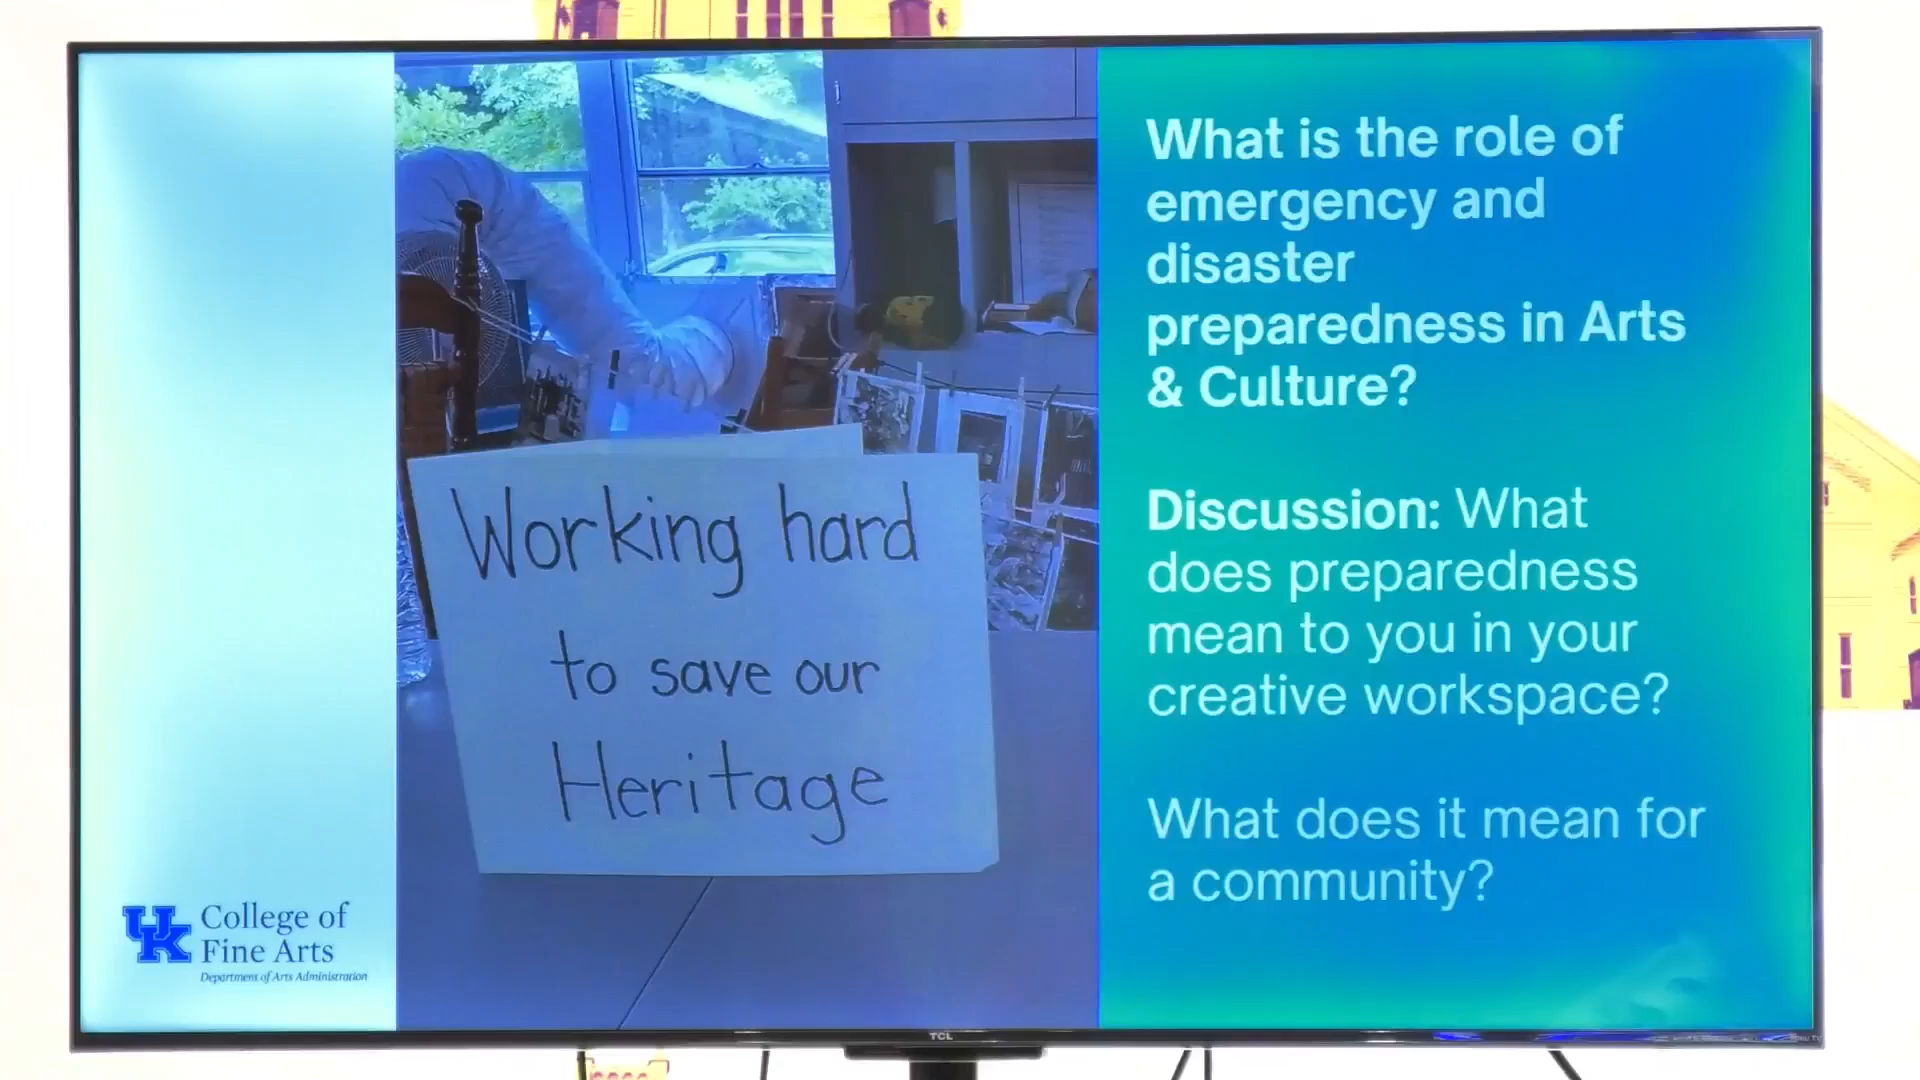 What is the role of
emergency and
disaster
preparedness in Arts
& Culture?
Discussion: What
does preparedness
mean to you in your
creative workspace?
What does it mean for
a community?
Working hard
to save our
Heritage
UK
College of
Fine Arts
Department of Arts Administration
TCL